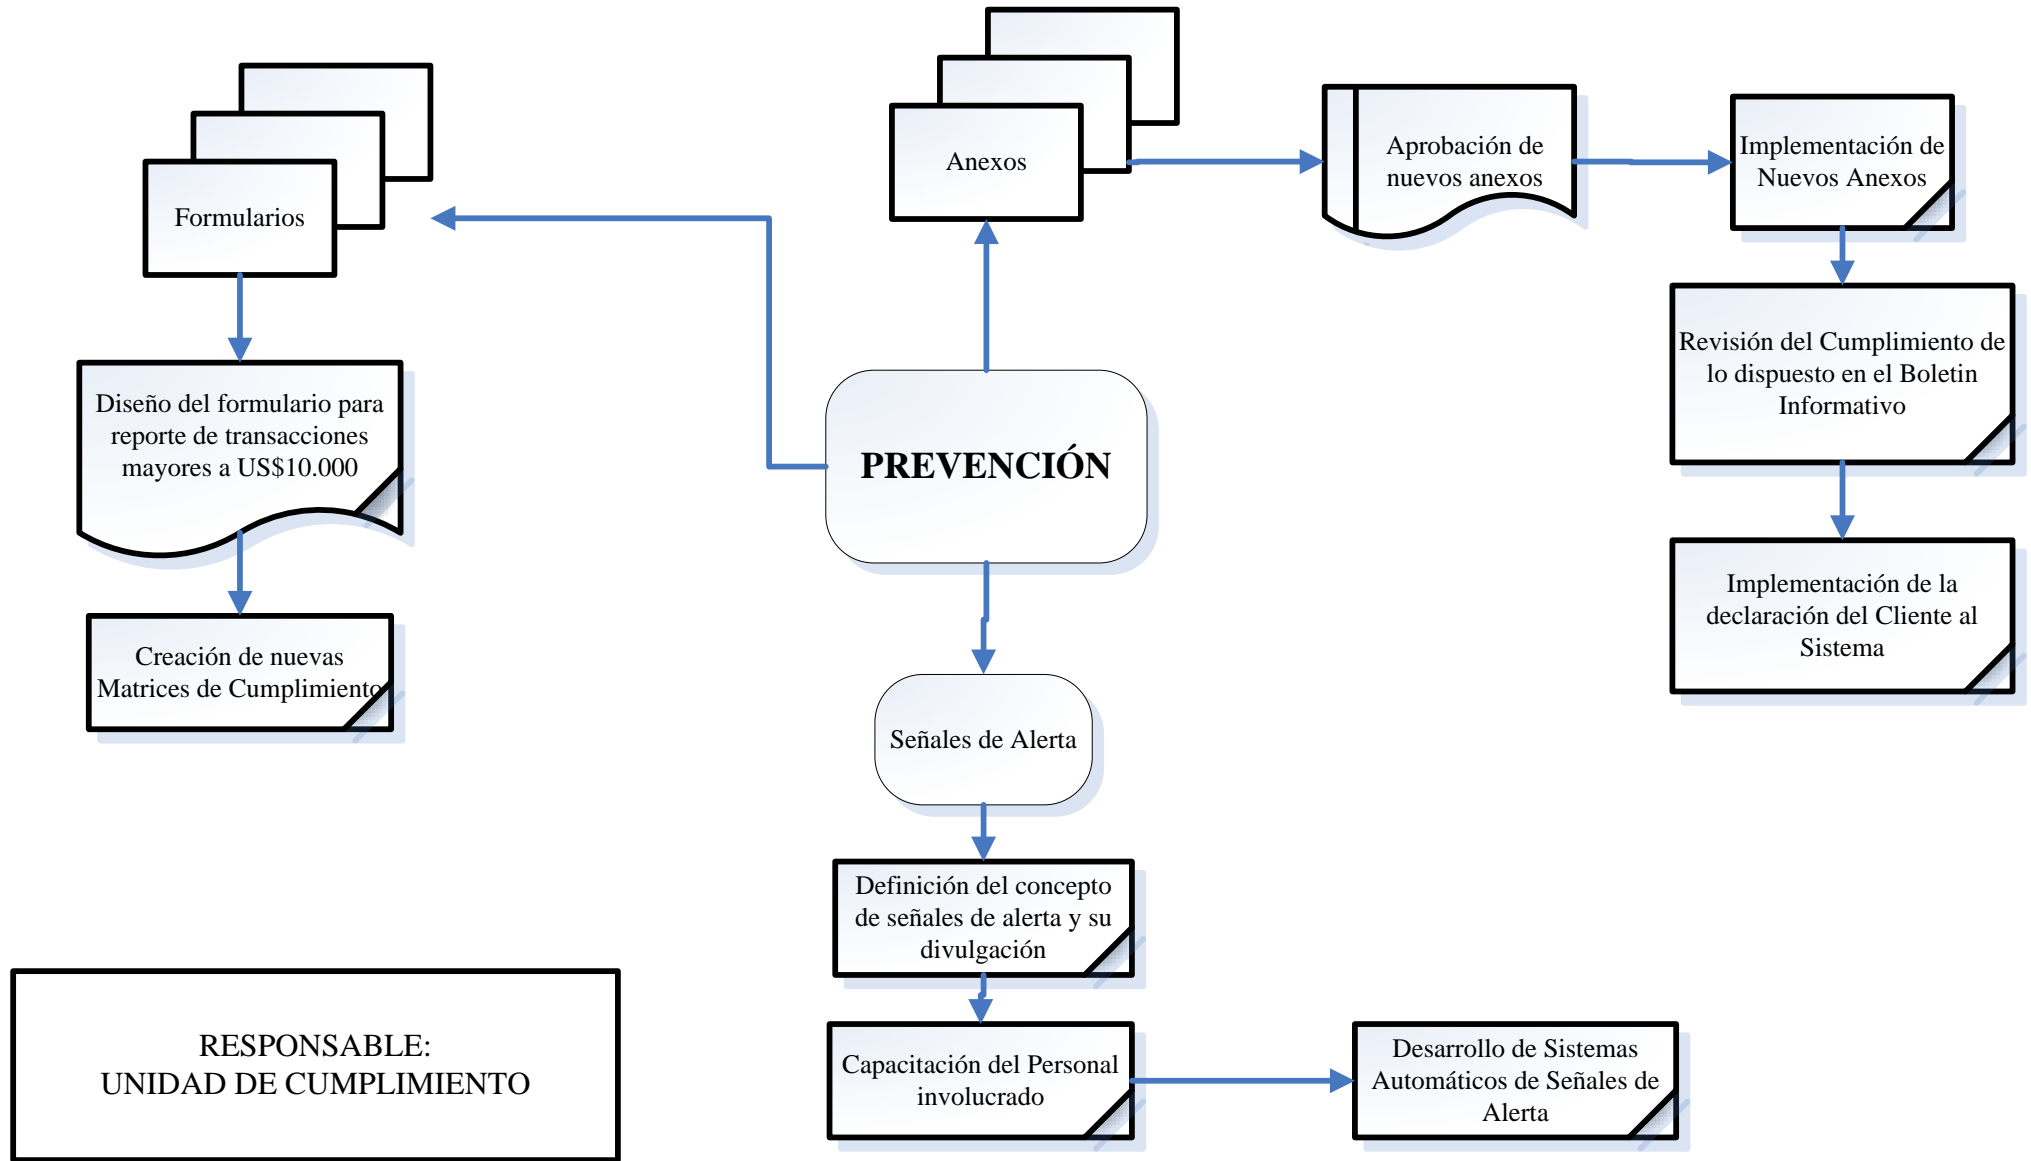 Anexos
Aprobación de
nuevos anexos
Implementación de
Nuevos Anexos
Formularios
Revisión del Cumplimiento de
lo dispuesto en el Boletin
Informativo
Diseño del formulario para
reporte de transacciones
mayores a US$10.000
PREVENCIÓN
Implementación de la
declaración del Cliente al
Sistema
Creación de nuevas
Matrices de Cumplimiento
Señales de Alerta
Definición del concepto
de señales de alerta y su
divulgación
RESPONSABLE:
UNIDAD DE CUMPLIMIENTO
Capacitación del Personal
involucrado
Desarrollo de Sistemas
Automáticos de Señales de
Alerta